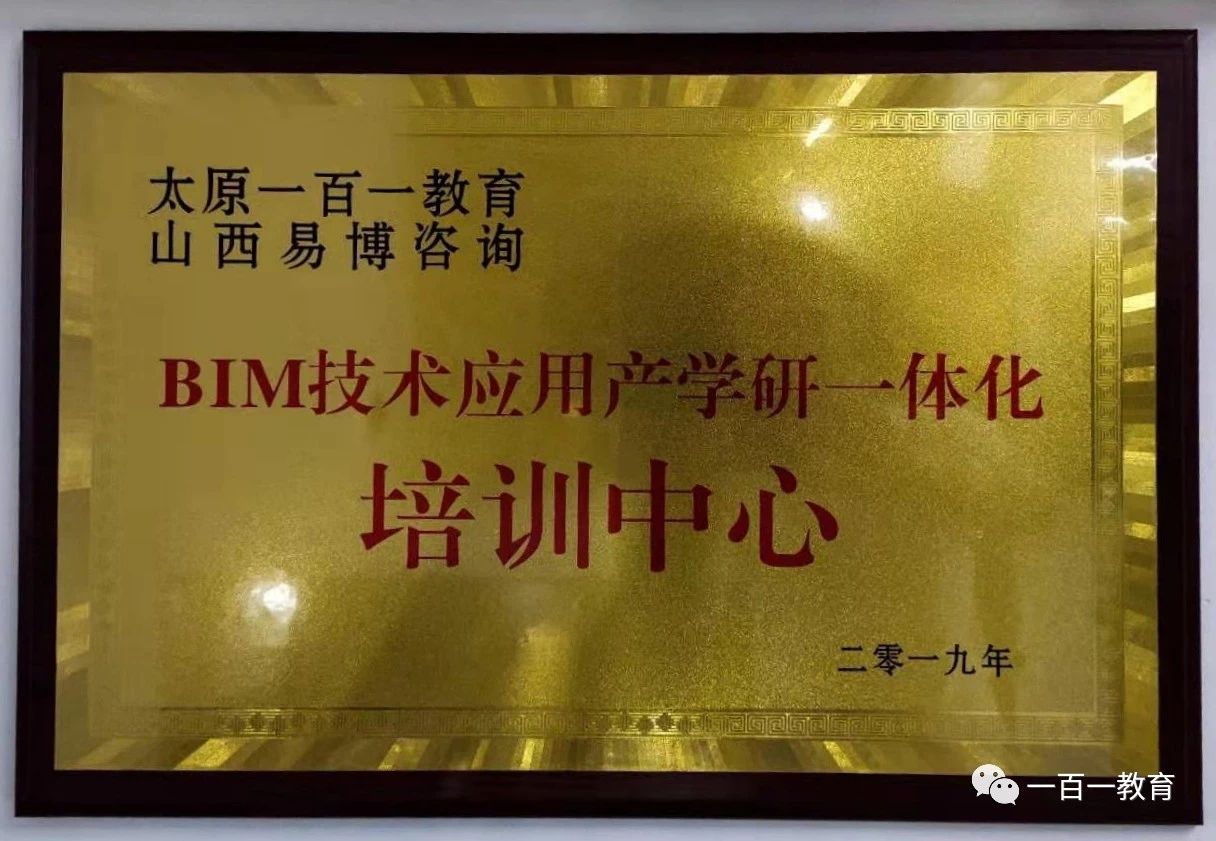 太原一百一教育
山西易博咨询
BIM技术应用产学研一体化
培训中心
二零一九年
一百一教育